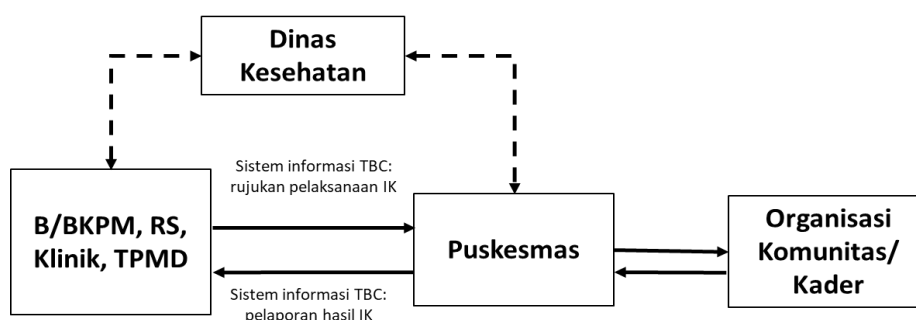 Dinas
Kesehatan
Sistem informasi TBC:
rujukan pelaksanaan IK
B/BKPM, RS,
Klinik, TPMD
Puskesmas
Organisasi
Komunitas/
Kader
Sistem informasi TBC:
pelaporan hasil IK